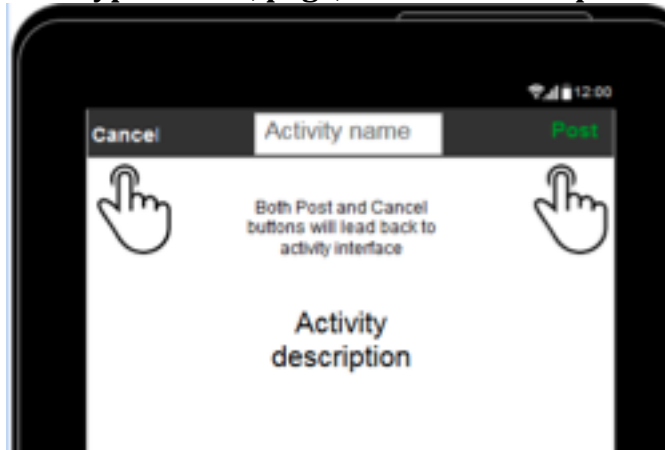 12:00
Cancel
Activity name
Post
Both Post and Cancel
buttons will lead back to
activity interface
Activity
description